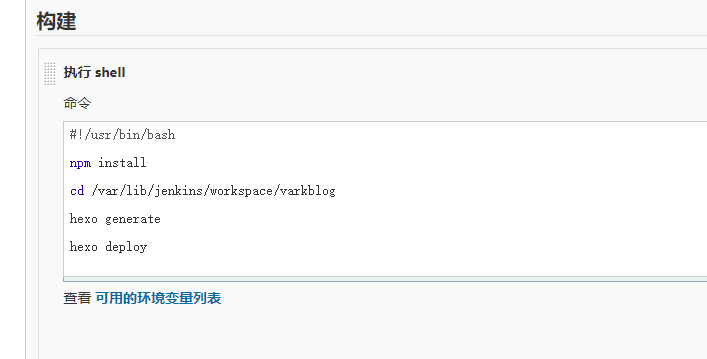 构建
执行 shell
命令
#!/usr/bin/bash
npm install
cd /var/lib/jenkins/workspace/varkblog
hexo generate
hexo deploy
查看 可用的环境变量列表